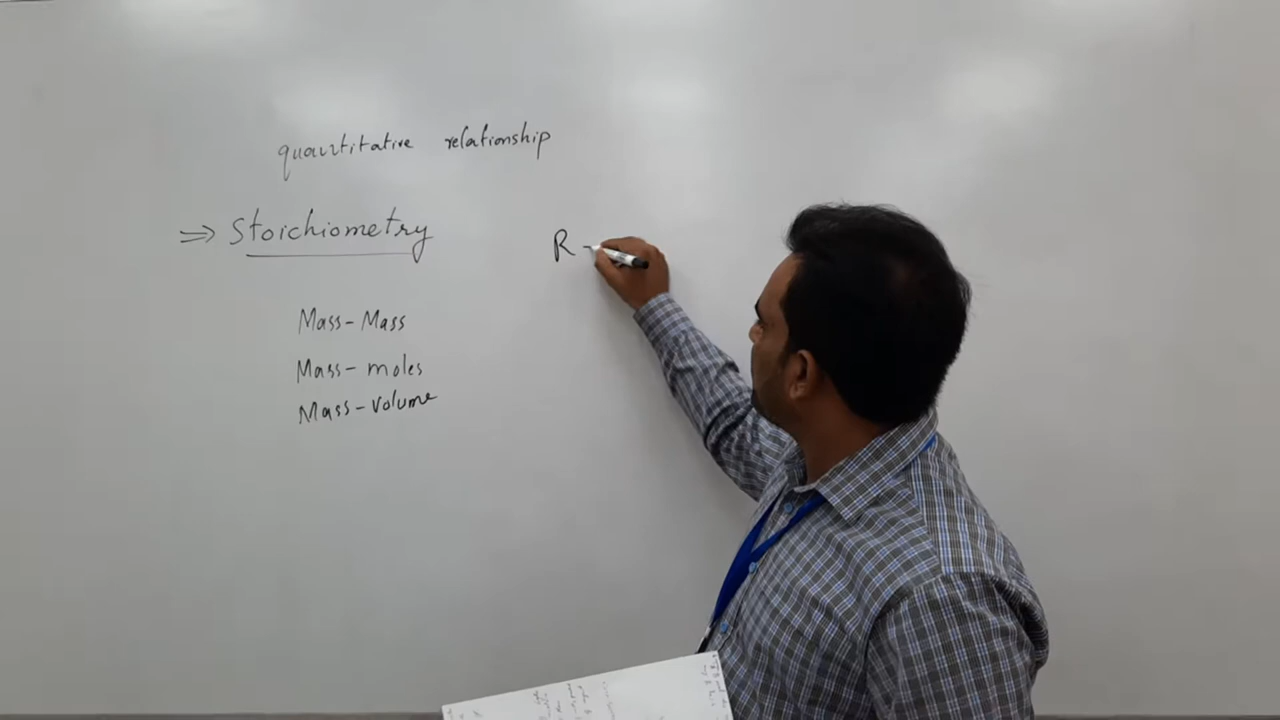 quantitative relationship
⇒ Stoichiometry
R -
Mass - Mass
Mass - moles
Mass - volume